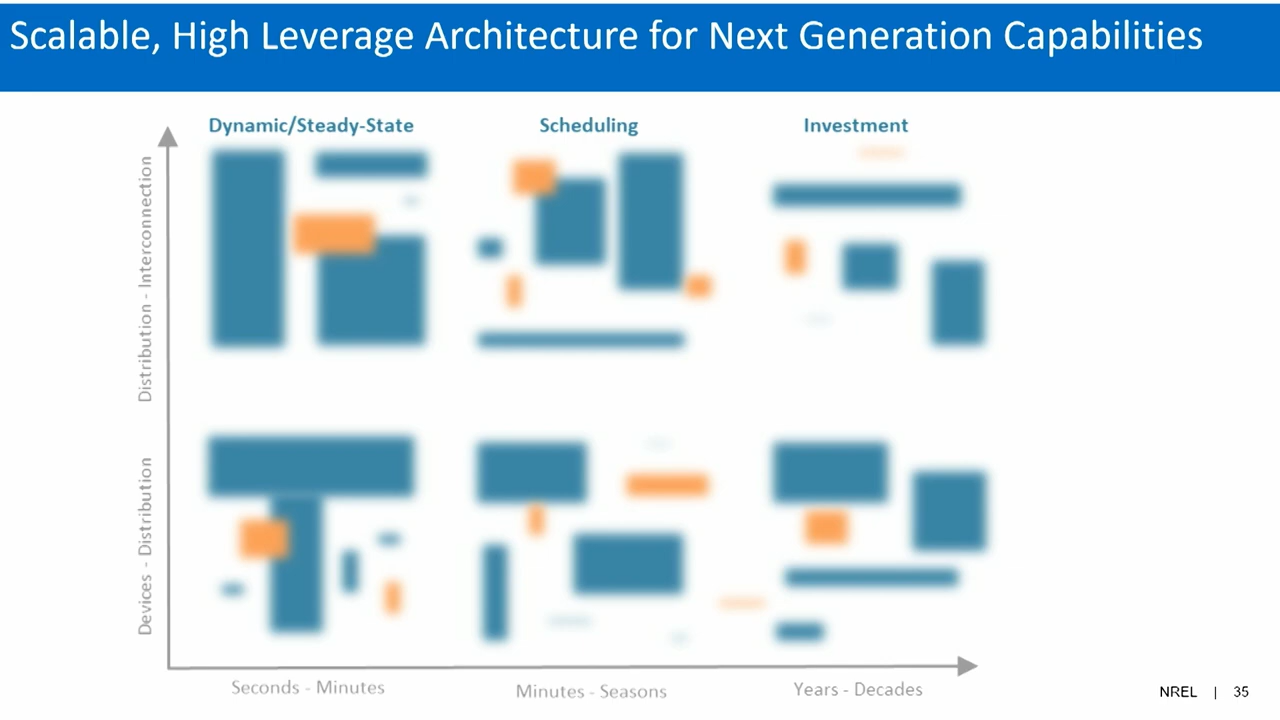 Scalable, High Leverage Architecture for Next Generation Capabilities
Dynamic/Steady-State
Scheduling
Investment
Distribution - Interconnection
Devices - Distribution
Seconds - Minutes
Minutes - Seasons
Years - Decades
NREL | 35